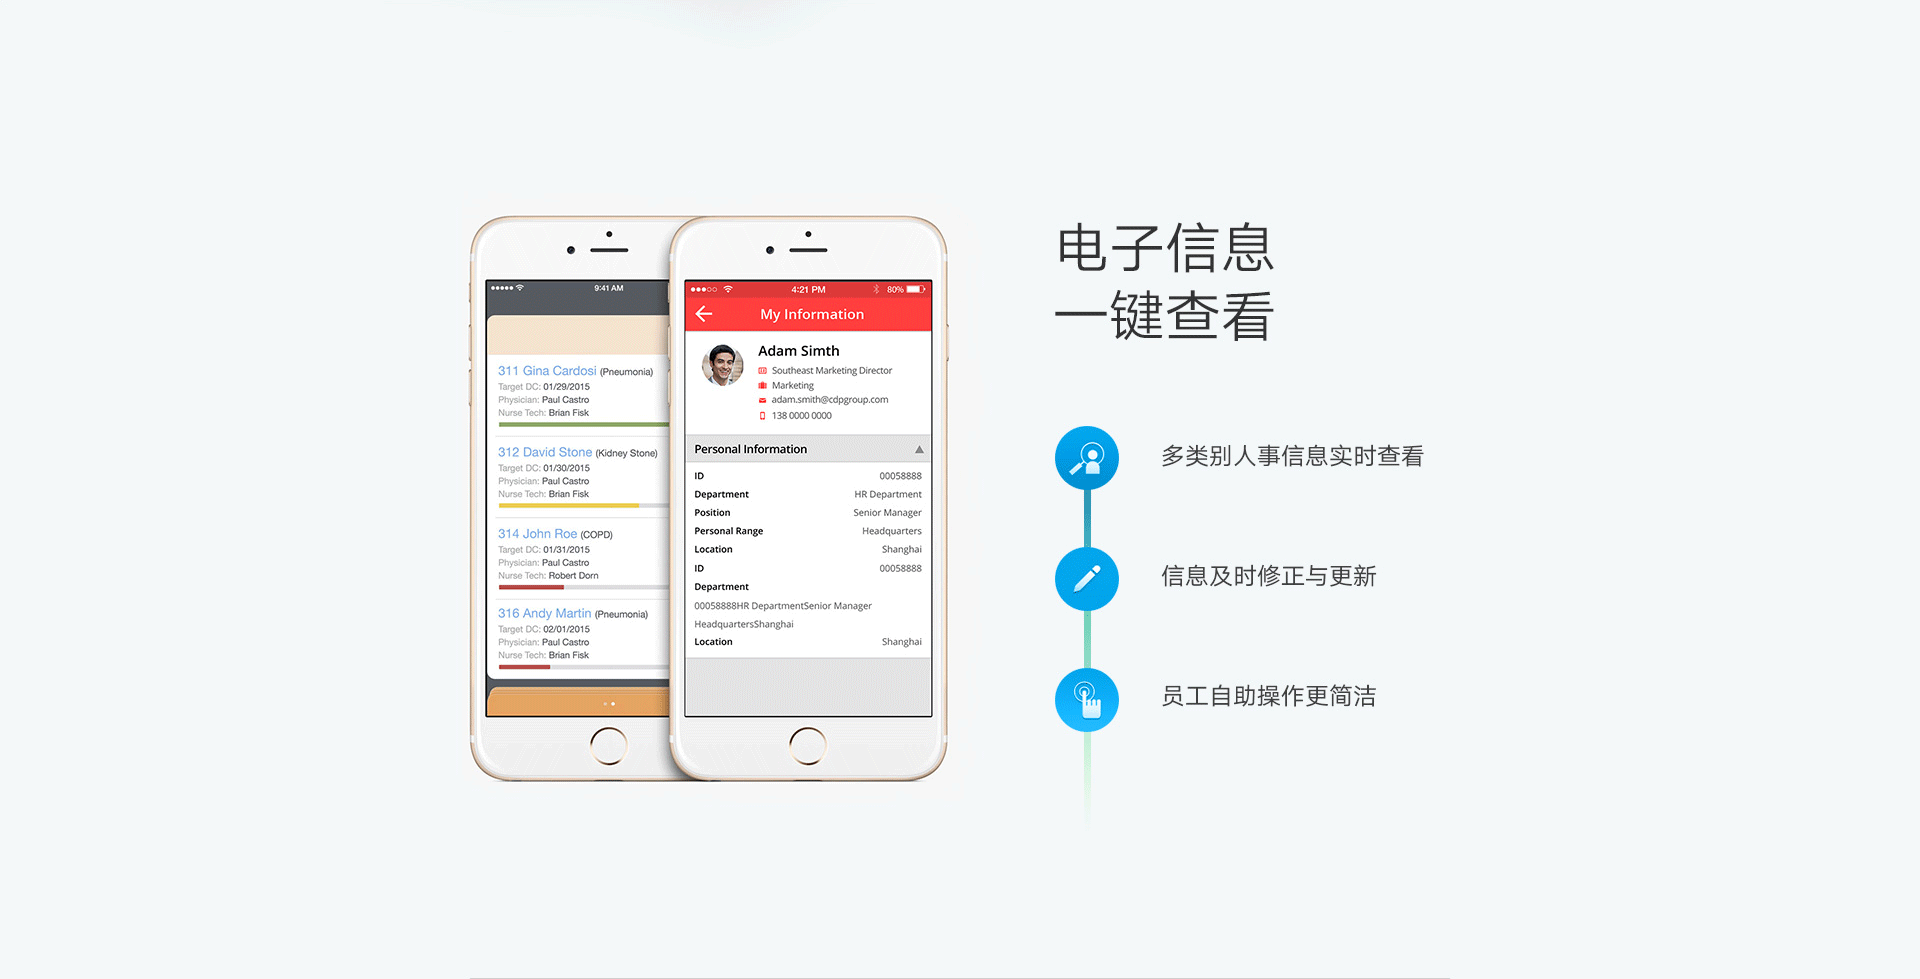 9:41 AM
311 Gina Cardosi (Pneumonia)
Target DC: 01/29/2015
Physician: Paul Castro
Nurse Tech: Brian Fisk
312 David Stone (Kidney Stone)
Target DC: 01/30/2015
Physician: Paul Castro
Nurse Tech: Brian Fisk
314 John Roe (COPD)
Target DC: 01/31/2015
Physician: Paul Castro
Nurse Tech: Robert Dorn
316 Andy Martin (Pneumonia)
Target DC: 02/01/2015
Physician: Paul Castro
Nurse Tech: Brian Fisk
4:21 PM 80%
My Information
Adam Simth
Southeast Marketing Director
Marketing
adam.smith@cdpgroup.com
138 0000 0000
Personal Information
ID 00058888
Department HR Department
Position Senior Manager
Personal Range Headquarters
Location Shanghai
ID 00058888
Department
00058888HR DepartmentSenior Manager
HeadquartersShanghai
Location Shanghai
电子信息
一键查看
多类别人事信息实时查看
信息及时修正与更新
员工自助操作更简洁